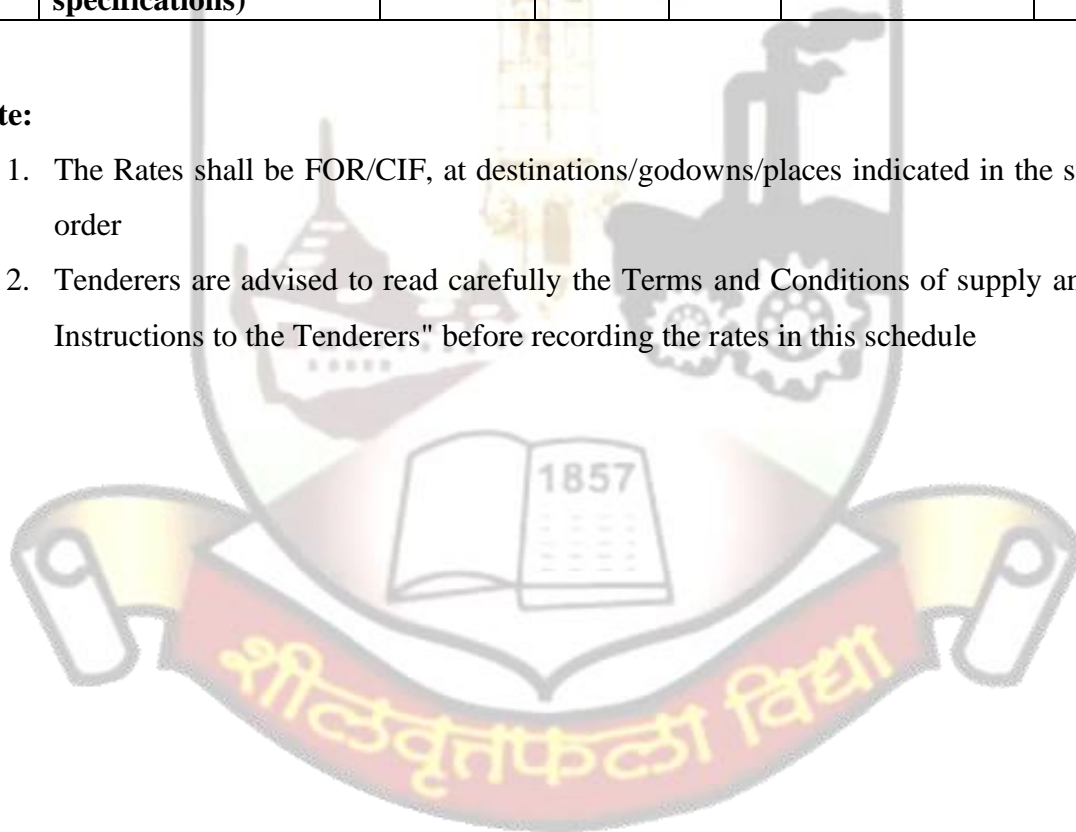 specifications)
te:
1. The Rates shall be FOR/CIF, at destinations/godowns/places indicated in the s
order
2. Tenderers are advised to read carefully the Terms and Conditions of supply an
Instructions to the Tenderers" before recording the rates in this schedule
1857
शीलवृतफला विद्या